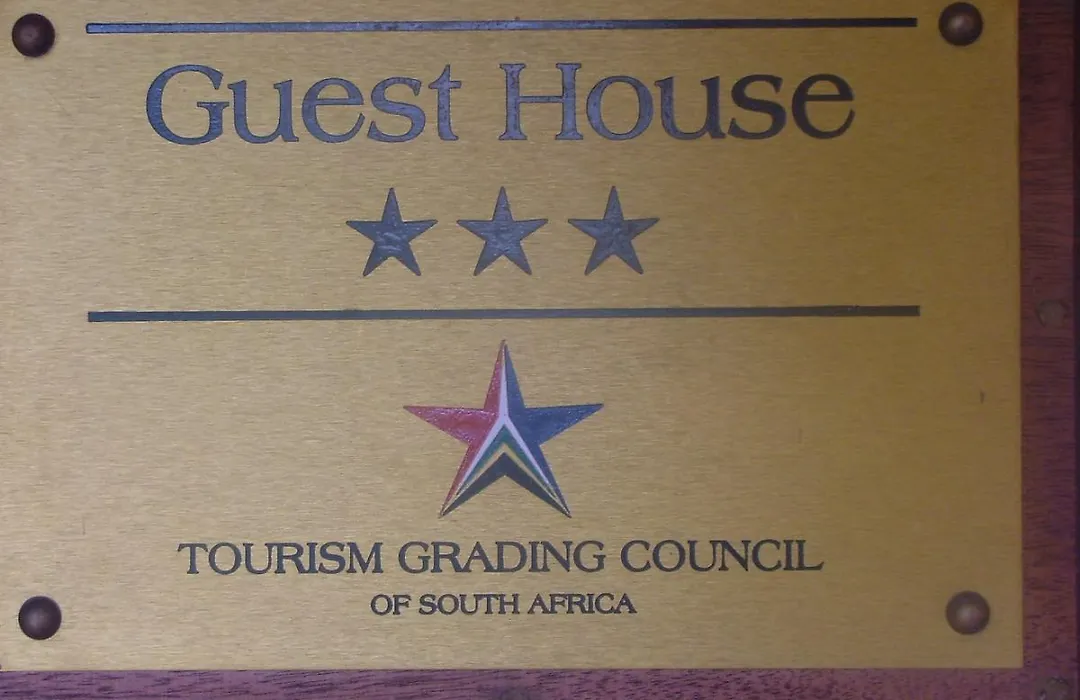 Guest House
TOURISM GRADING COUNCIL
OF SOUTH AFRICA